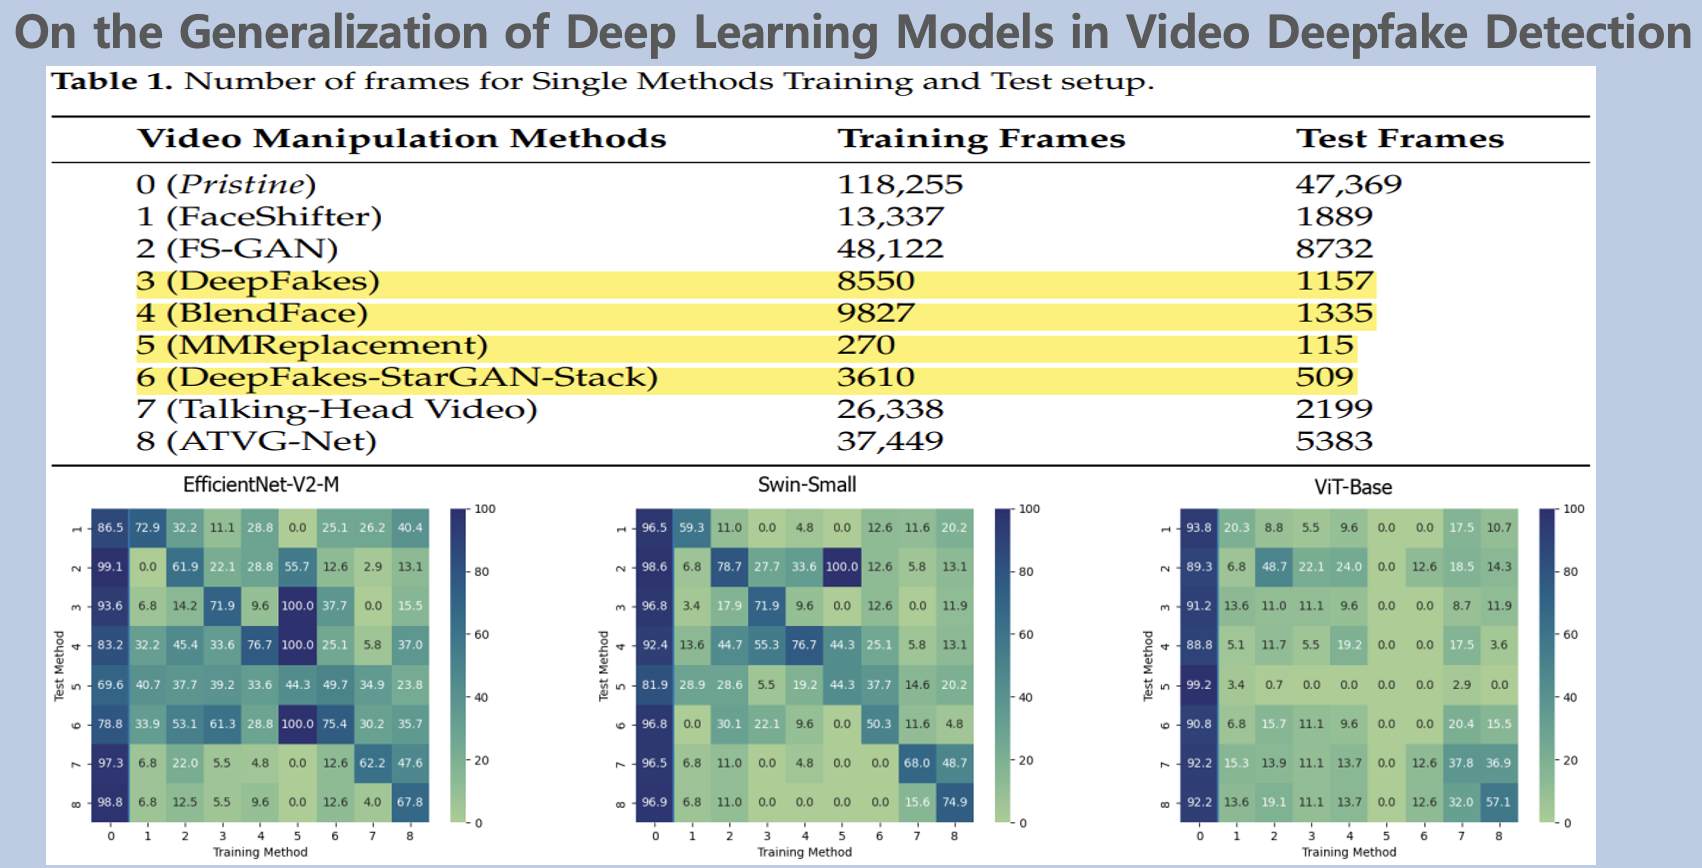 On the Generalization of Deep Learning Models in Video Deepfake Detection
Table 1. Number of frames for Single Methods Training and Test setup.
Video Manipulation Methods Training Frames Test Frames
0 (Pristine) 118,255 47,369
1 (FaceShifter) 13,337 1889
2 (FS-GAN) 48,122 8732
3 (DeepFakes) 8550 1157
4 (BlendFace) 9827 1335
5 (MMReplacement) 270 115
6 (DeepFakes-StarGAN-Stack) 3610 509
7 (Talking-Head Video) 26,338 2199
8 (ATVG-Net) 37,449 5383
EfficientNet-V2-M
1 86.5 72.9 32.2 11.1 28.8 0.0 25.1 26.2 40.4
2 99.1 0.0 61.9 22.1 28.8 55.7 12.6 2.9 13.1
3 93.6 6.8 14.2 71.9 9.6 100.0 37.7 0.0 15.5
4 83.2 32.2 45.4 33.6 76.7 100.0 25.1 5.8 37.0
5 69.6 40.7 37.7 39.2 33.6 44.3 49.7 34.9 23.8
6 78.8 33.9 53.1 61.3 28.8 100.0 75.4 30.2 35.7
7 97.3 6.8 22.0 5.5 4.8 0.0 12.6 62.2 47.6
8 98.8 6.8 12.5 5.5 9.6 0.0 12.6 4.0 67.8
0 1 2 3 4 5 6 7 8
Training Method
Test Method
100
80
60
40
20
0
Swin-Small
1 96.5 59.3 11.0 0.0 4.8 0.0 12.6 11.6 20.2
2 98.6 6.8 78.7 27.7 33.6 100.0 12.6 5.8 13.1
3 96.8 3.4 17.9 71.9 9.6 0.0 12.6 0.0 11.9
4 92.4 13.6 44.7 55.3 76.7 44.3 25.1 5.8 13.1
5 81.9 28.9 28.6 5.5 19.2 44.3 37.7 14.6 20.2
6 96.8 0.0 30.1 22.1 9.6 0.0 50.3 11.6 4.8
7 96.5 6.8 11.0 0.0 4.8 0.0 0.0 68.0 48.7
8 96.9 6.8 11.0 0.0 0.0 0.0 0.0 15.6 74.9
0 1 2 3 4 5 6 7 8
Training Method
Test Method
100
80
60
40
20
0
ViT-Base
1 93.8 20.3 8.8 5.5 9.6 0.0 0.0 17.5 10.7
2 89.3 6.8 48.7 22.1 24.0 0.0 12.6 18.5 14.3
3 91.2 13.6 11.0 11.1 9.6 0.0 0.0 8.7 11.9
4 88.8 5.1 11.7 5.5 19.2 0.0 0.0 17.5 3.6
5 99.2 3.4 0.7 0.0 0.0 0.0 0.0 2.9 0.0
6 90.8 6.8 15.7 11.1 9.6 0.0 0.0 20.4 15.5
7 92.2 15.3 13.9 11.1 13.7 0.0 12.6 37.8 36.9
8 92.2 13.6 19.1 11.1 13.7 0.0 12.6 32.0 57.1
0 1 2 3 4 5 6 7 8
Training Method
Test Method
100
80
60
40
20
0